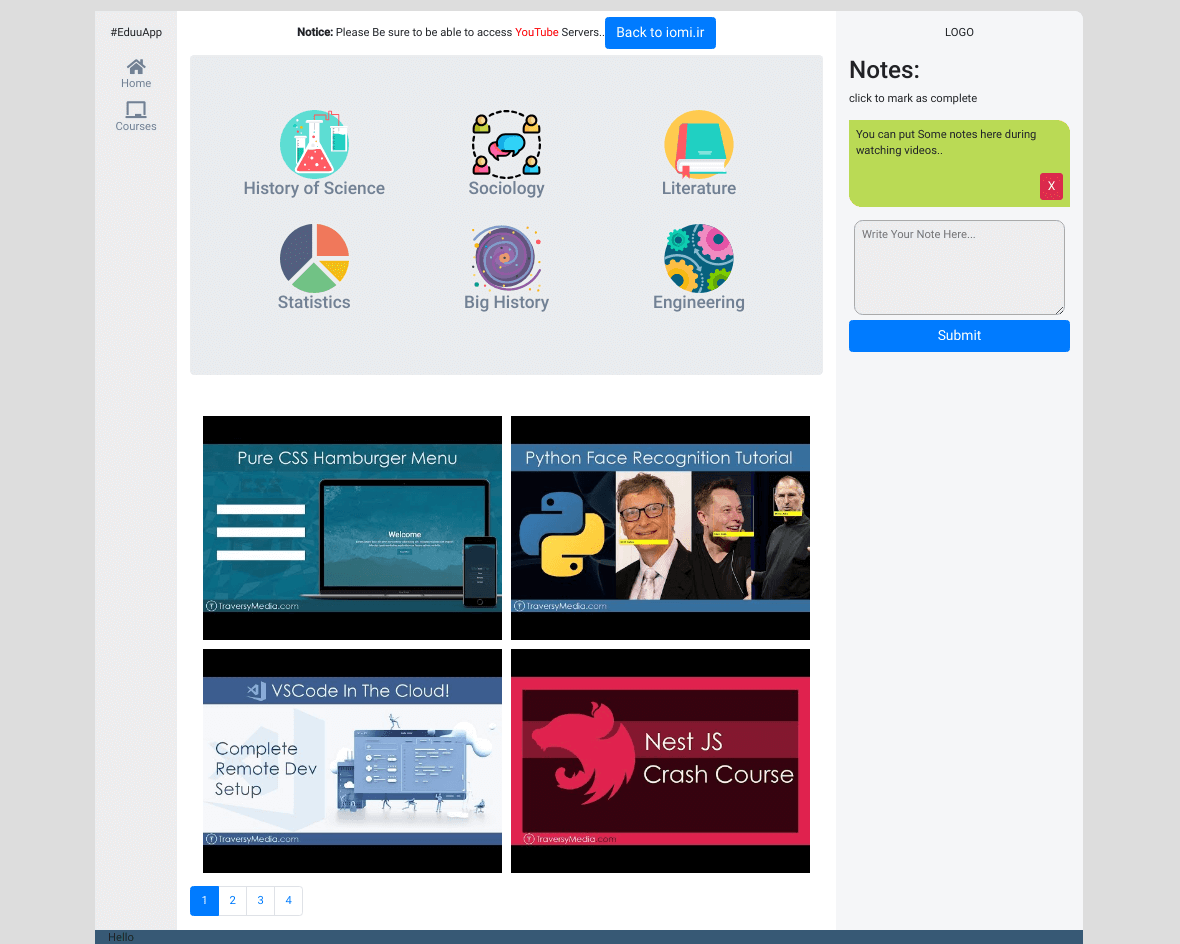 #EduuApp
Home
Courses
Notice: Please Be sure to be able to access YouTube Servers..
Back to iomi.ir
History of Science
Sociology
Literature
Statistics
Big History
Engineering
Pure CSS Hamburger Menu
Welcome
TraversyMedia.com
Python Face Recognition Tutorial
TraversyMedia.com
VSCode In The Cloud!
Complete
Remote Dev
Setup
TraversyMedia.com
Nest JS
Crash Course
TraversyMedia.com
1
2
3
4
LOGO
Notes:
click to mark as complete
You can put Some notes here during
watching videos..
X
Write Your Note Here...
Submit
Hello